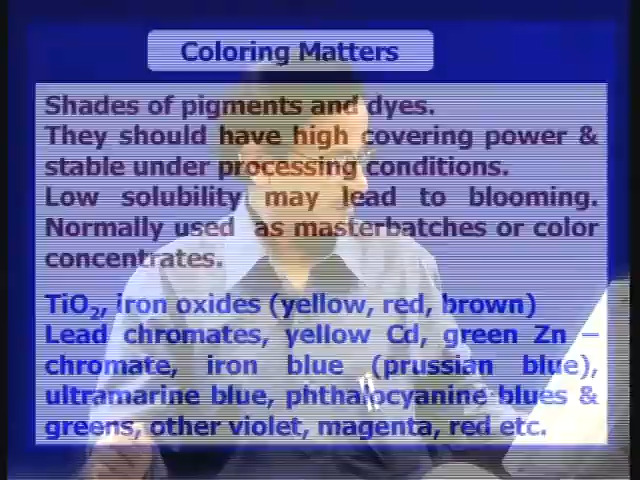 Coloring Matters
Shades of pigments and dyes.
They should have high covering power &
stable under processing conditions.
Low solubility may lead to blooming.
Normally used as masterbatches or color
concentrates.
TiO₂, iron oxides (yellow, red, brown)
Lead chromates, yellow Cd, green Zn –
chromate, iron blue (prussian blue),
ultramarine blue, phthalocyanine blues &
greens, other violet, magenta, red etc.